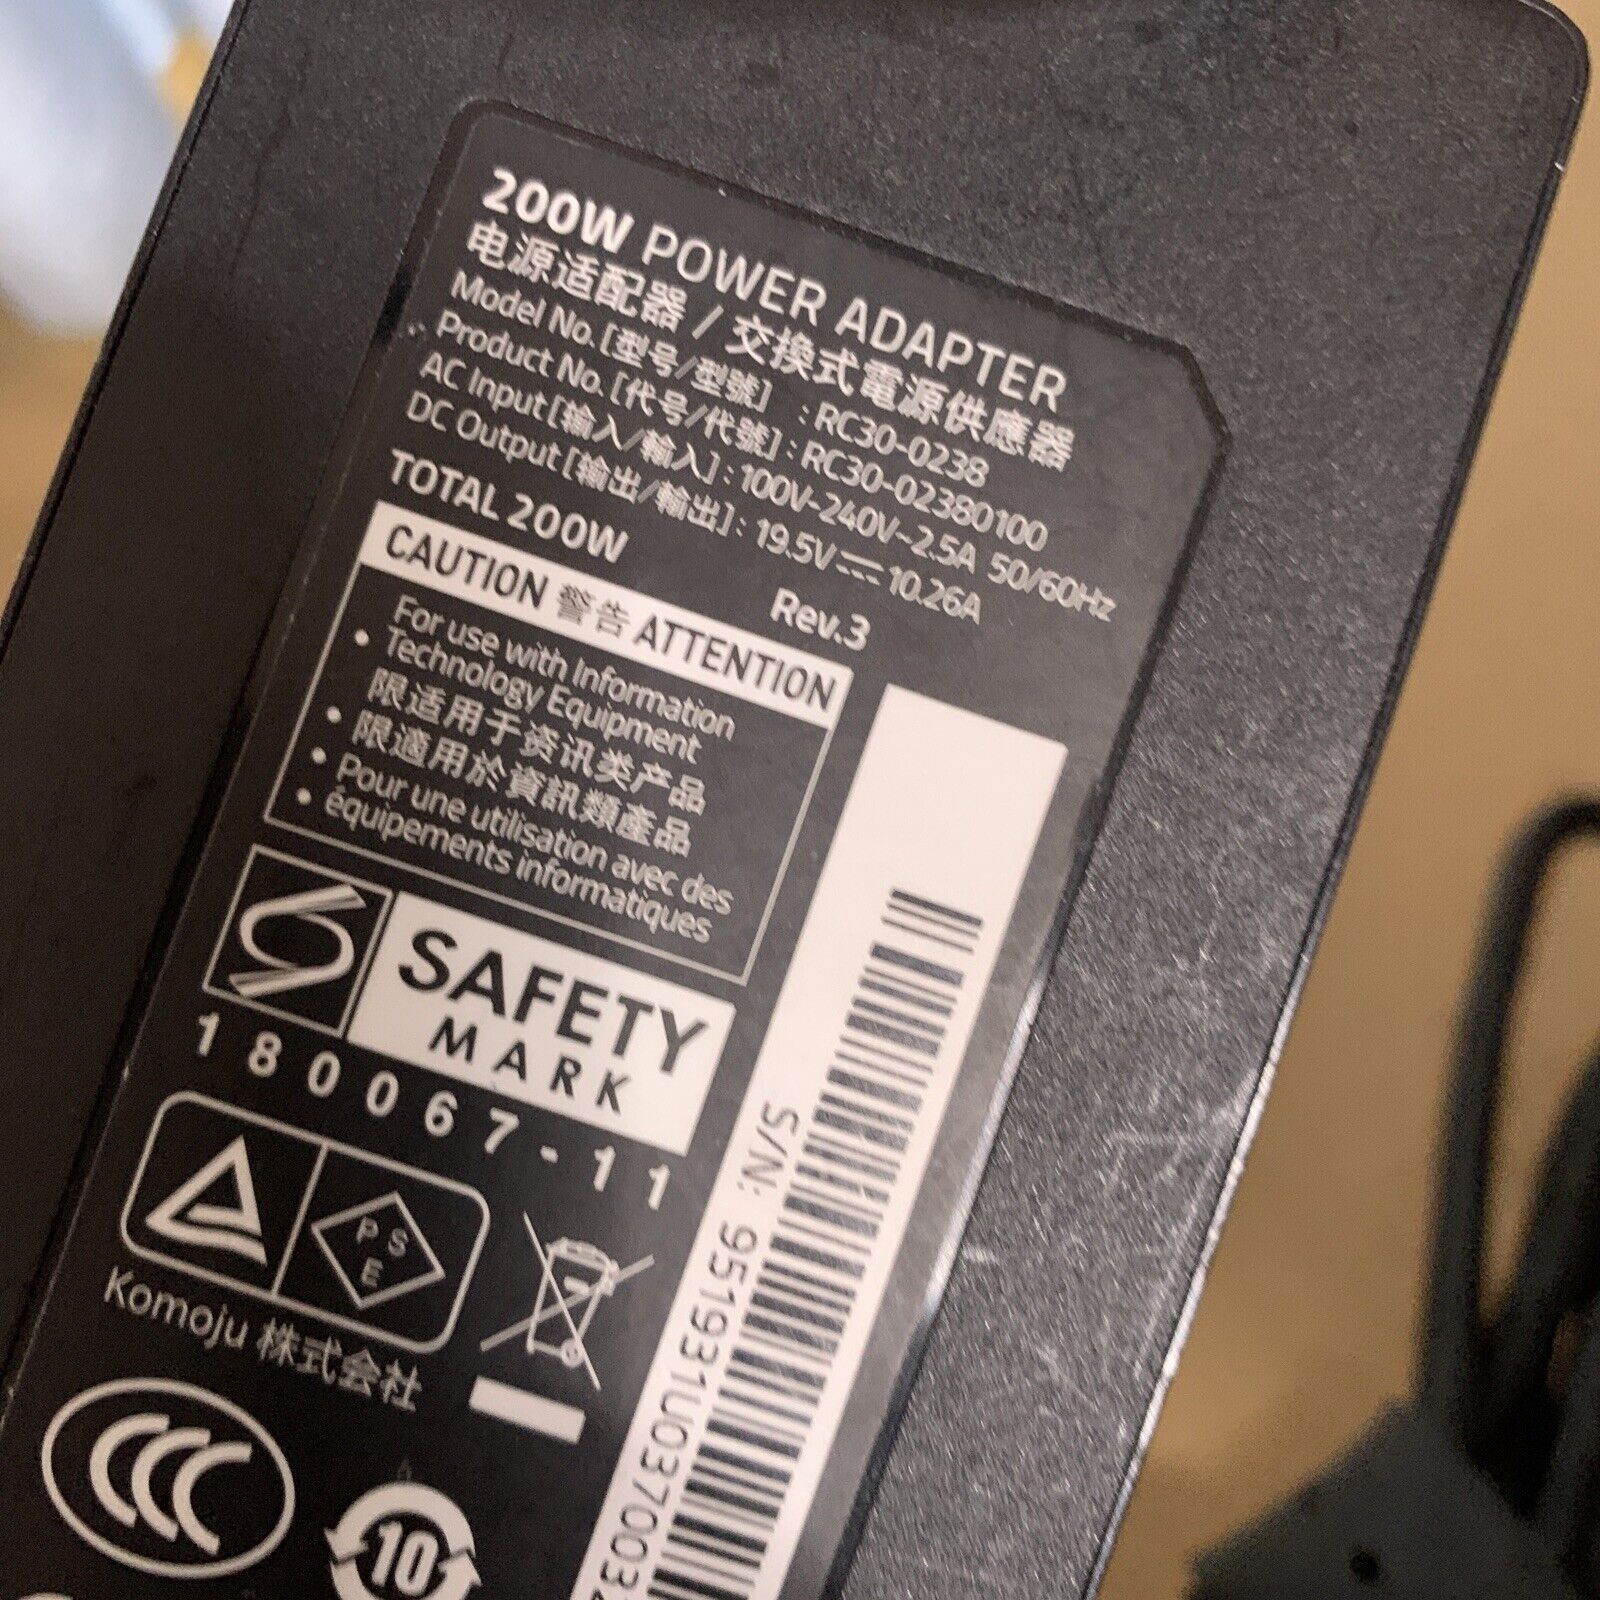 200W POWER ADAPTER
电源适配器 / 交換式電源供應器
Model No. [型号/型號] : RC30-0238
Product No. [代号/代號] : RC30-02380100
AC Input [输入/輸入] : 100V-240V~2.5A 50/60Hz
DC Output [输出/輸出] : 19.5V 10.26A
TOTAL 200W
Rev.3
CAUTION 警告 ATTENTION
• For use with Information
Technology Equipment
• 限适用于资讯类产品
• 限適用於資訊類產品
• Pour une utilisation avec des
équipements informatiques
SAFETY
MARK
180067-11
PS
E
Komoju 株式会社
CCC
10
S/N: 951931U0370032